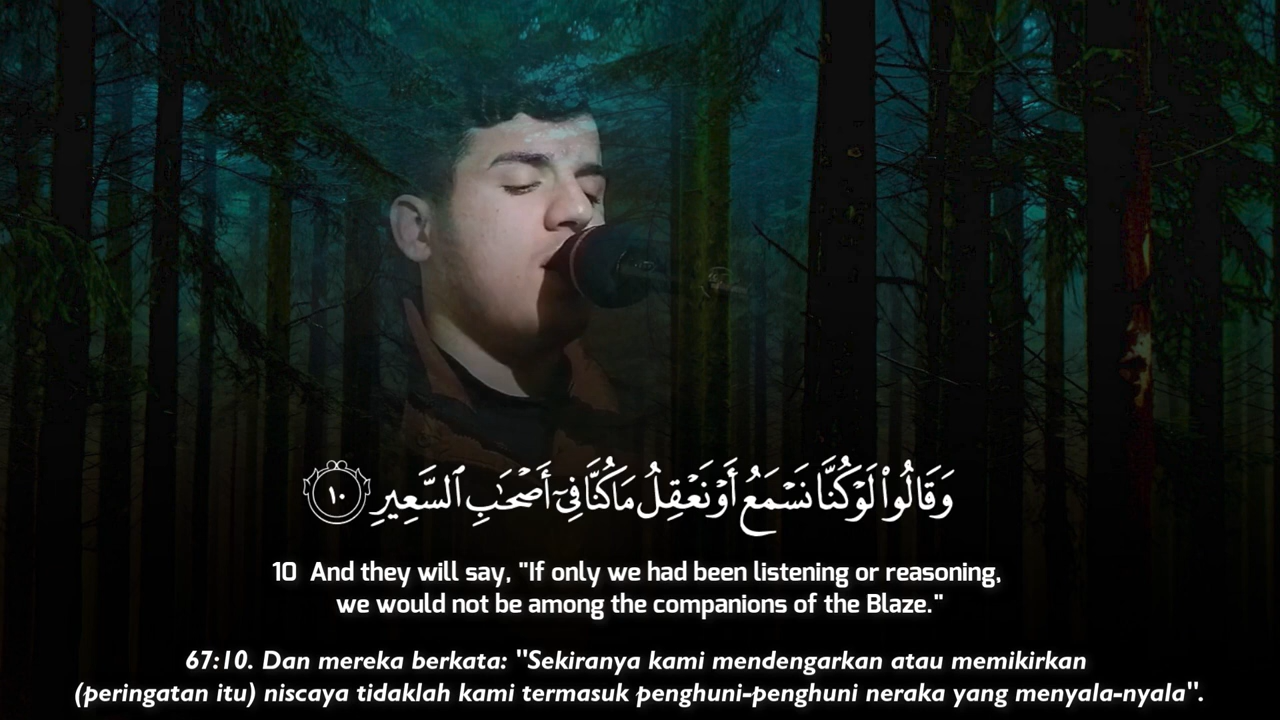 وَقَالُوا۟ لَوْ كُنَّا نَسْمَعُ أَوْ نَعْقِلُ مَا كُنَّا فِىٓ أَصْحَـٰبِ ٱلسَّعِيرِ ١٠
10 And they will say, "If only we had been listening or reasoning,
we would not be among the companions of the Blaze."
67:10. Dan mereka berkata: "Sekiranya kami mendengarkan atau memikirkan
(peringatan itu) niscaya tidaklah kami termasuk penghuni-penghuni neraka yang menyala-nyala".